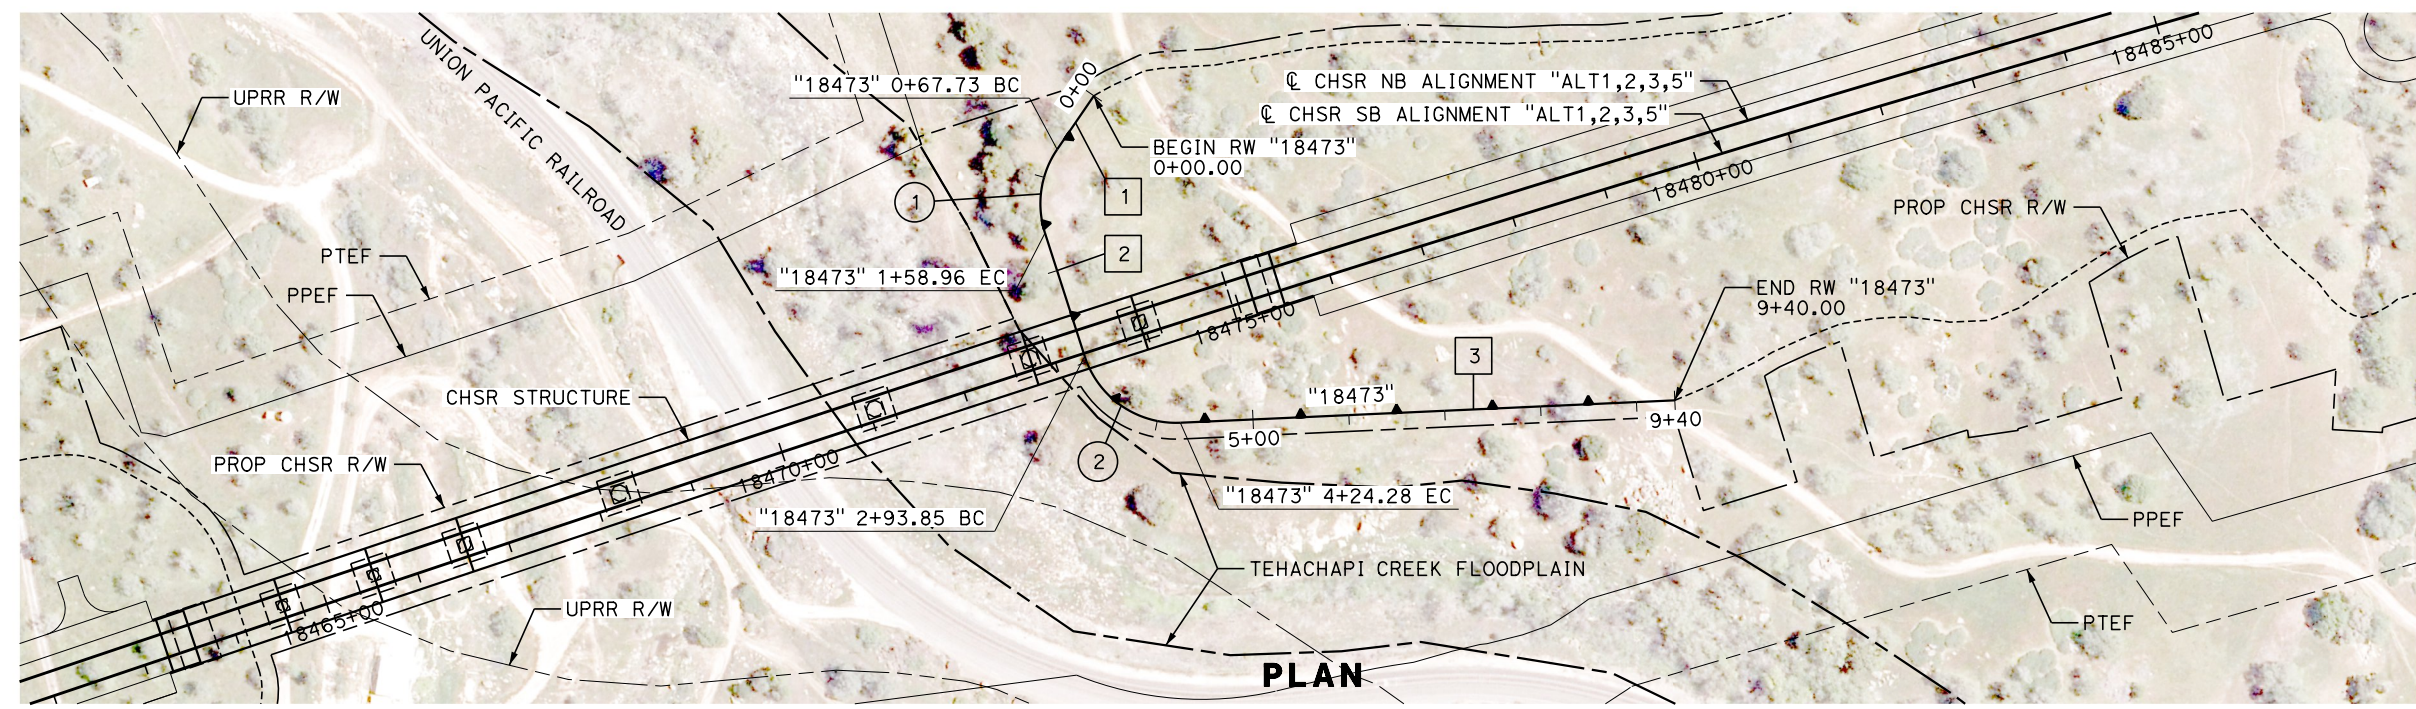 18485+00
UNION PACIFIC RAILROAD
UPRR R/W
"18473" 0+67.73 BC
0+00
℄ CHSR NB ALIGNMENT "ALT1,2,3,5"
℄ CHSR SB ALIGNMENT "ALT1,2,3,5"
BEGIN RW "18473"
0+00.00
18480+00
1
1
PROP CHSR R/W
PTEF
2
"18473" 1+58.96 EC
PPEF
END RW "18473"
9+40.00
18475+00
3
CHSR STRUCTURE
"18473"
9+40
5+00
PROP CHSR R/W
2
18470+00
"18473" 4+24.28 EC
"18473" 2+93.85 BC
PPEF
TEHACHAPI CREEK FLOODPLAIN
UPRR R/W
18465+00
PTEF
PLAN